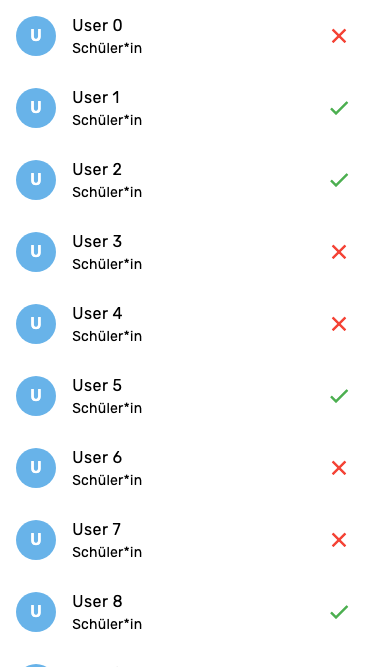 U
User 0
Schüler*in
U
User 1
Schüler*in
U
User 2
Schüler*in
U
User 3
Schüler*in
U
User 4
Schüler*in
U
User 5
Schüler*in
U
User 6
Schüler*in
U
User 7
Schüler*in
U
User 8
Schüler*in